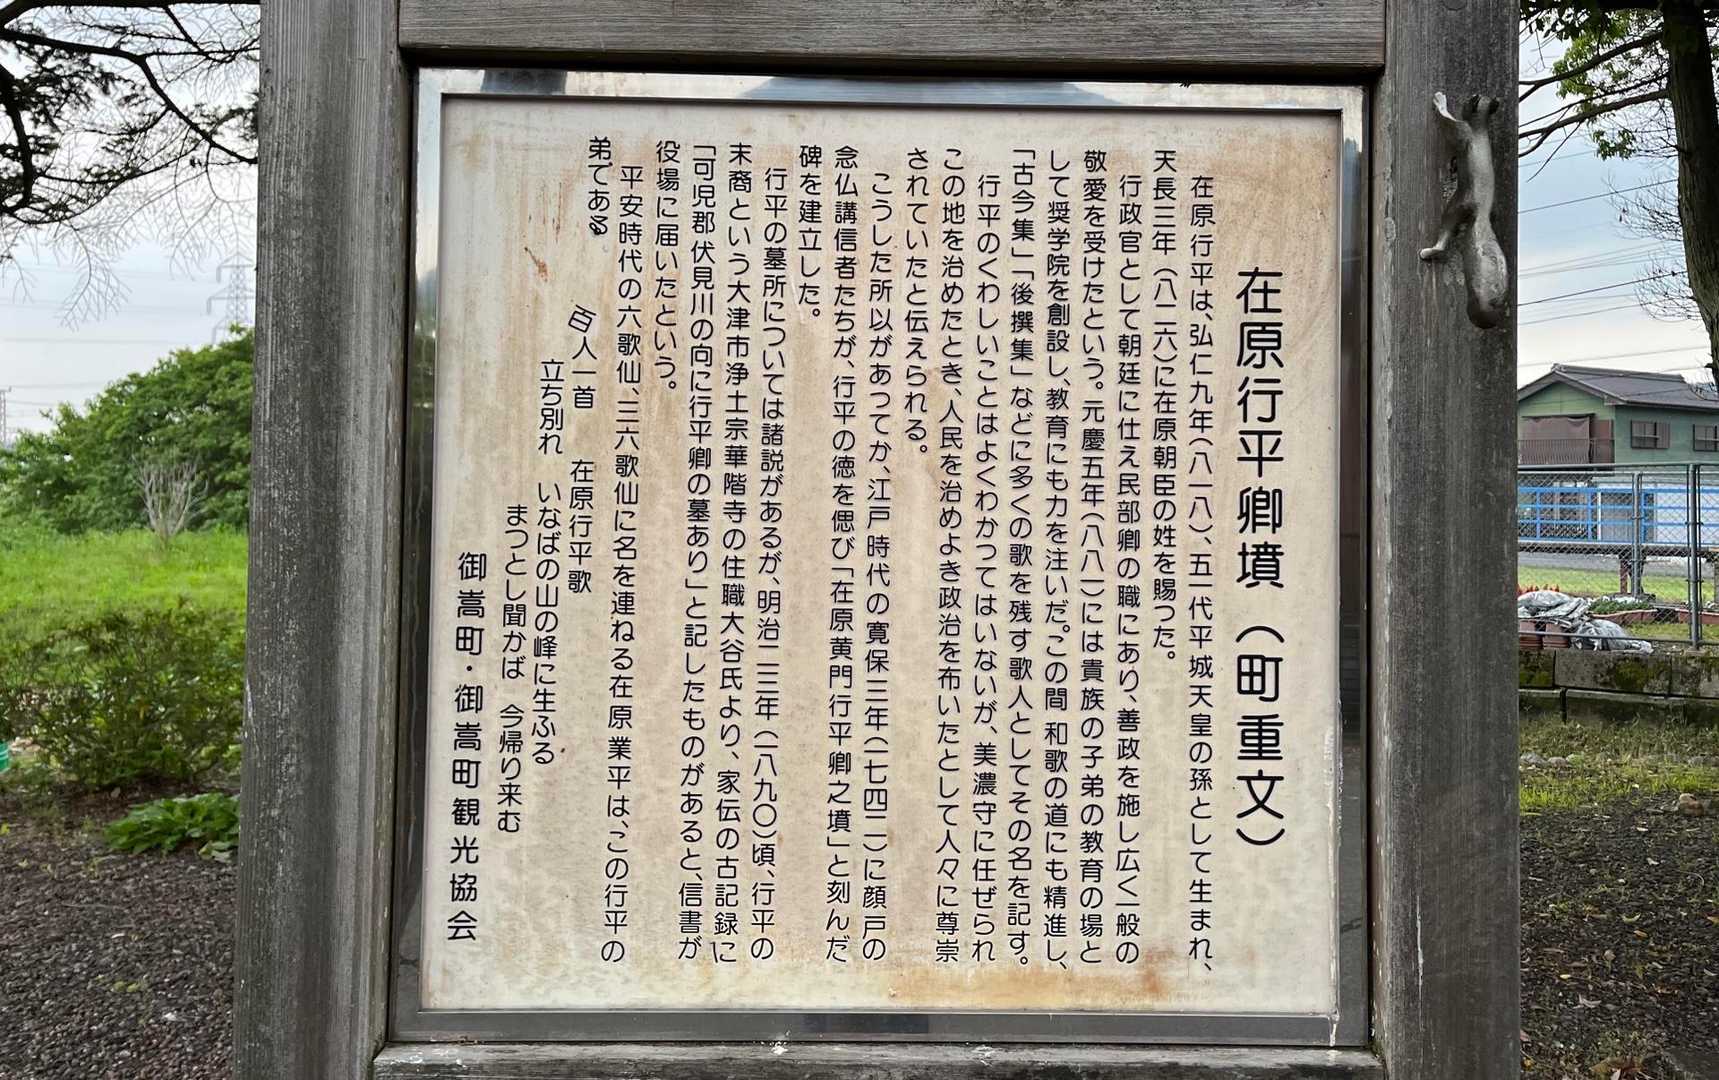 在原行平卿墳（町重文）
在原行平は、弘仁九年（八一八）、五一代平城天皇の孫として生まれ、
天長三年（八二六）に在原朝臣の姓を賜った。
行政官として朝廷に仕え民部卿の職にあり、善政を施し広く一般の
敬愛を受けたという。元慶五年（八八一）には貴族の子弟の教育の場と
して奨学院を創設し、教育にも力を注いだ。この間 和歌の道にも精進し、
「古今集」「後撰集」などに多くの歌を残す歌人としてその名を記す。
行平のくわしいことはよくわかつてはいないが、美濃守に任ぜられ
この地を治めたとき、人民を治めよき政治を布いたとして人々に尊崇
されていたと伝えられる。
こうした所以があってか、江戸時代の寛保三年（一七四二）に顔戸の
念仏講信者たちが、行平の徳を偲び「在原黄門行平卿之墳」と刻んだ
碑を建立した。
行平の墓所については諸説があるが、明治二三年（一八九〇）頃、行平の
末裔という大津市浄土宗華階寺の住職大谷氏より、家伝の古記録に
「可児郡伏見川の向に行平卿の墓あり」と記したものがあると、信書が
役場に届いたという。
平安時代の六歌仙、三六歌仙に名を連ねる在原業平は、この行平の
弟である
百人一首　在原行平歌
立ち別れ　いなばの山の峰に生ふる
まつとし聞かば　今帰り来む
御嵩町・御嵩町観光協会